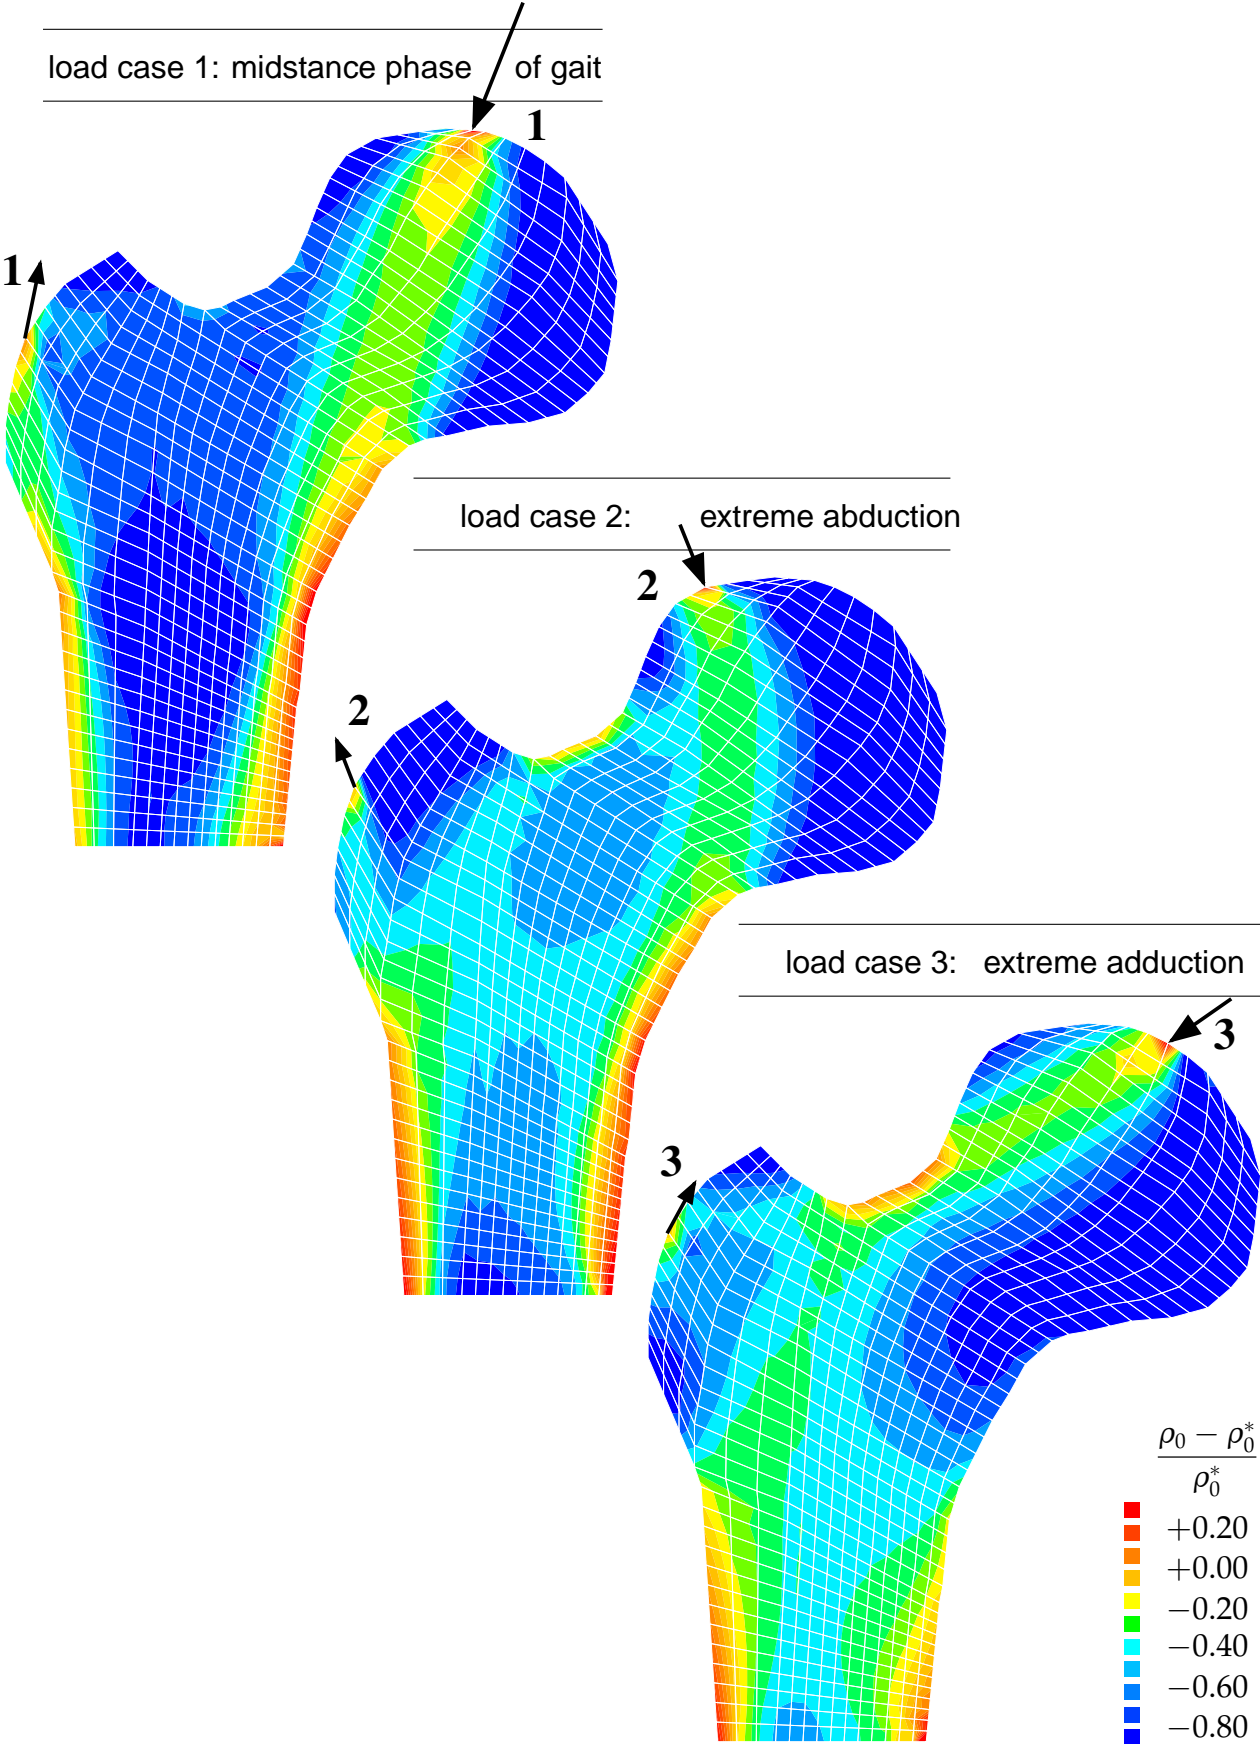 load case 1: midstance phase of gait
1
1
load case 2: extreme abduction
2
2
load case 3: extreme adduction
3
3
ρ₀ − ρ₀*
ρ₀*
+0.20
+0.00
−0.20
−0.40
−0.60
−0.80